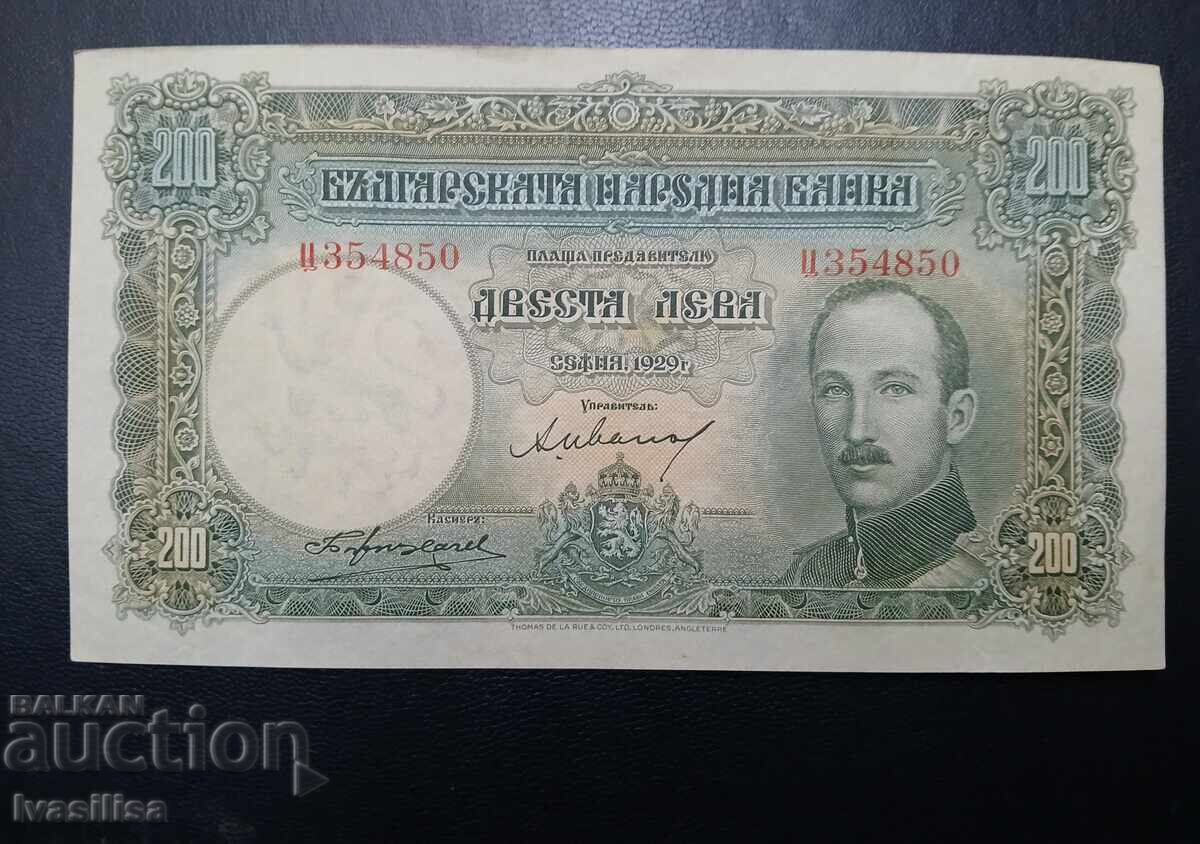 200 200
БЪЛГАРСКАТА НАРОДНА БАНКА
Ц354850 Ц354850
ПЛАЩА ПРЕДЯВИТЕЛЮ
ДВЕСТА ЛЕВА
СОФИЯ, 1929 г
УПРАВИТЕЛЬ:
КАСИЕРЪ:
200 200
THOMAS DE LA RUE & COY, LTD, LONDRES, ANGLETERRE
BALKAN
auction
Ivasilisa